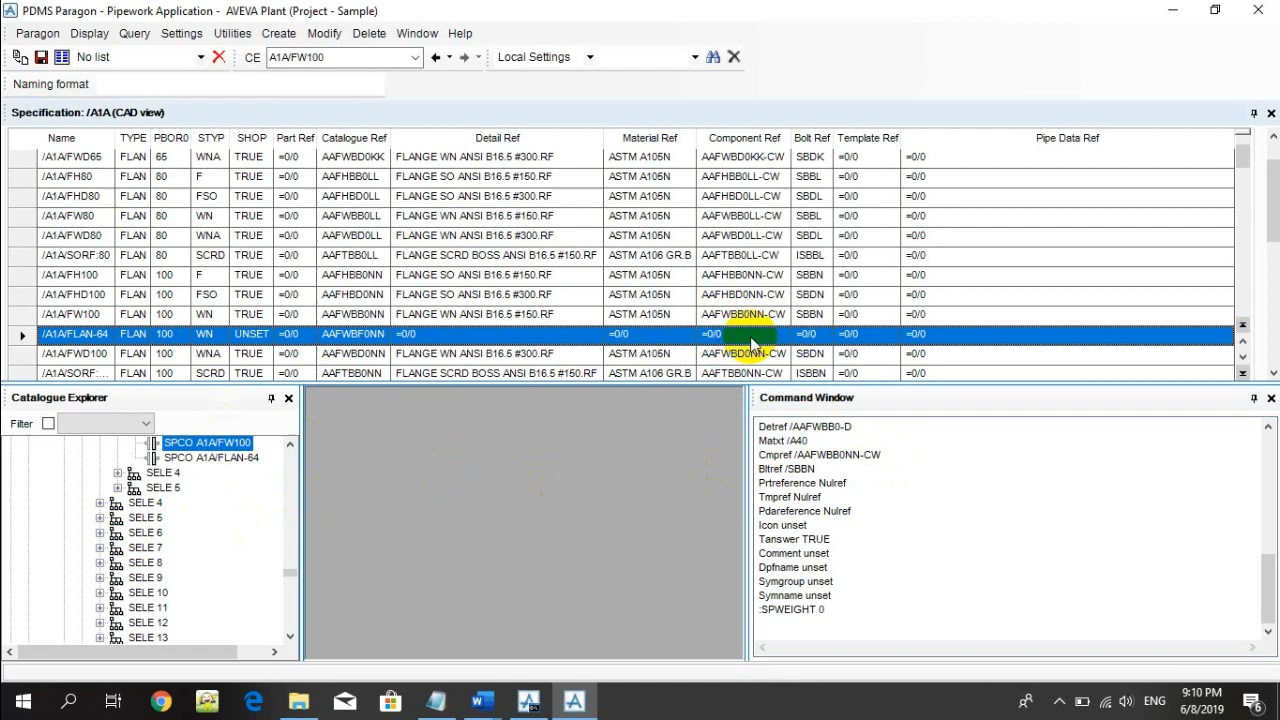 PDMS Paragon - Pipework Application - AVEVA Plant (Project - Sample)
Paragon Display Query Settings Utilities Create Modify Delete Window Help
No list CE A1A/FW100 Local Settings
Naming format
Specification: /A1A (CAD view)
Name TYPE PBOR0 STYP SHOP Part Ref Catalogue Ref Detail Ref Material Ref Component Ref Bolt Ref Template Ref Pipe Data Ref
/A1A/FWD65 FLAN 65 WNA TRUE =0/0 AAFWBD0KK FLANGE WN ANSI B16.5 #300.RF ASTM A105N AAFWBD0KK-CW SBDK =0/0 =0/0
/A1A/FH80 FLAN 80 F TRUE =0/0 AAFHBB0LL FLANGE SO ANSI B16.5 #150.RF ASTM A105N AAFHBB0LL-CW SBBL =0/0 =0/0
/A1A/FHD80 FLAN 80 FSO TRUE =0/0 AAFHBD0LL FLANGE SO ANSI B16.5 #300.RF ASTM A105N AAFHBD0LL-CW SBDL =0/0 =0/0
/A1A/FW80 FLAN 80 WN TRUE =0/0 AAFWBB0LL FLANGE WN ANSI B16.5 #150.RF ASTM A105N AAFWBB0LL-CW SBBL =0/0 =0/0
/A1A/FWD80 FLAN 80 WNA TRUE =0/0 AAFWBD0LL FLANGE WN ANSI B16.5 #300.RF ASTM A105N AAFWBD0LL-CW SBDL =0/0 =0/0
/A1A/SORF:80 FLAN 80 SCRD TRUE =0/0 AAFTBB0LL FLANGE SCRD BOSS ANSI B16.5 #150.RF ASTM A106 GR.B AAFTBB0LL-CW ISBBL =0/0 =0/0
/A1A/FH100 FLAN 100 F TRUE =0/0 AAFHBB0NN FLANGE SO ANSI B16.5 #150.RF ASTM A105N AAFHBB0NN-CW SBBN =0/0 =0/0
/A1A/FHD100 FLAN 100 FSO TRUE =0/0 AAFHBD0NN FLANGE SO ANSI B16.5 #300.RF ASTM A105N AAFHBD0NN-CW SBDN =0/0 =0/0
/A1A/FW100 FLAN 100 WN TRUE =0/0 AAFWBB0NN FLANGE WN ANSI B16.5 #150.RF ASTM A105N AAFWBB0NN-CW SBBN =0/0 =0/0
/A1A/FLAN-64 FLAN 100 WN UNSET =0/0 AAFWBF0NN =0/0 =0/0 =0/0 =0/0 =0/0 =0/0
/A1A/FWD100 FLAN 100 WNA TRUE =0/0 AAFWBD0NN FLANGE WN ANSI B16.5 #300.RF ASTM A105N AAFWBD0NN-CW SBDN =0/0 =0/0
/A1A/SORF:... FLAN 100 SCRD TRUE =0/0 AAFTBB0NN FLANGE SCRD BOSS ANSI B16.5 #150.RF ASTM A106 GR.B AAFTBB0NN-CW ISBBN =0/0 =0/0
Catalogue Explorer
Filter
SPCO A1A/FW100
SPCO A1A/FLAN-64
SELE 4
SELE 5
SELE 4
SELE 5
SELE 6
SELE 7
SELE 8
SELE 9
SELE 10
SELE 11
SELE 12
SELE 13
Command Window
Detref /AAFWBB0-D
Matxt /A40
Cmpref /AAFWBB0NN-CW
Bltref /SBBN
Prtreference Nulref
Tmpref Nulref
Pdareference Nulref
Icon unset
Tanswer TRUE
Comment unset
Dpfname unset
Symgroup unset
Symname unset
:SPWEIGHT 0
ENG
9:10 PM
6/8/2019
6